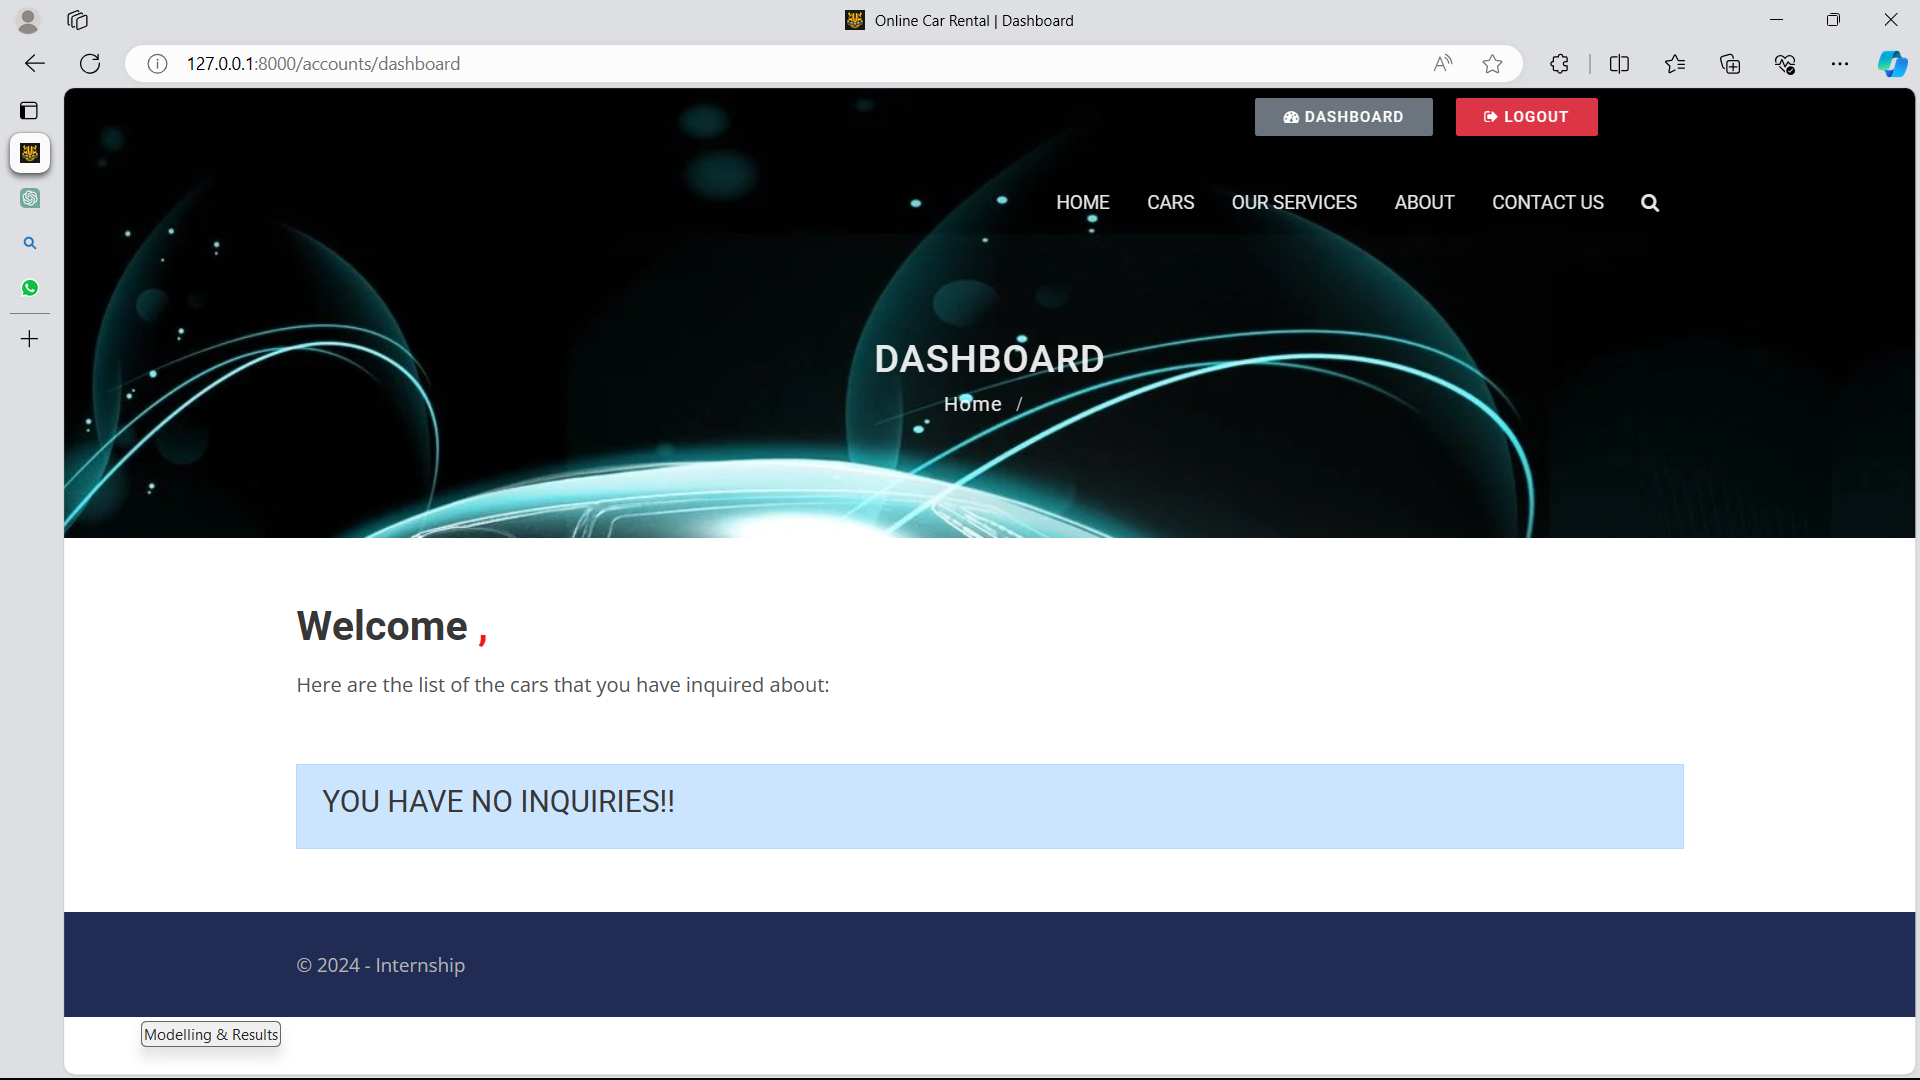 Online Car Rental | Dashboard
127.0.0.1:8000/accounts/dashboard
DASHBOARD
LOGOUT
HOME
CARS
OUR SERVICES
ABOUT
CONTACT US
DASHBOARD
Home /
Welcome ,
Here are the list of the cars that you have inquired about:
YOU HAVE NO INQUIRIES!!
© 2024 - Internship
Modelling & Results